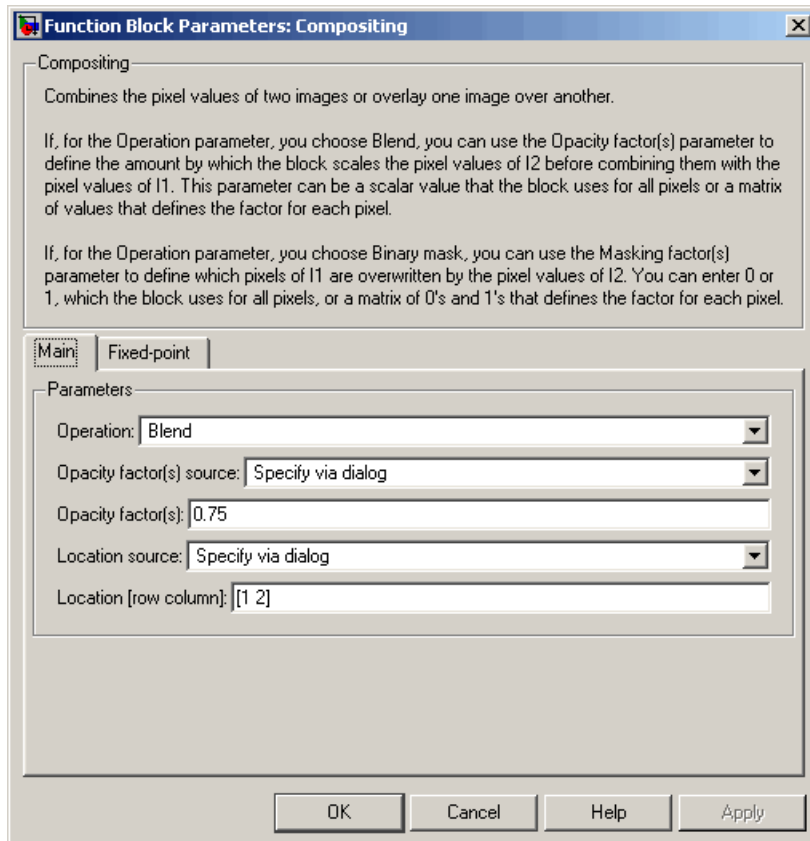 Function Block Parameters: Compositing
Compositing
Combines the pixel values of two images or overlay one image over another.
If, for the Operation parameter, you choose Blend, you can use the Opacity factor(s) parameter to
define the amount by which the block scales the pixel values of I2 before combining them with the
pixel values of I1. This parameter can be a scalar value that the block uses for all pixels or a matrix
of values that defines the factor for each pixel.
If, for the Operation parameter, you choose Binary mask, you can use the Masking factor(s)
parameter to define which pixels of I1 are overwritten by the pixel values of I2. You can enter 0 or
1, which the block uses for all pixels, or a matrix of 0's and 1's that defines the factor for each pixel.
Main Fixed-point
Parameters
Operation: Blend
Opacity factor(s) source: Specify via dialog
Opacity factor(s): 0.75
Location source: Specify via dialog
Location [row column]: [1 2]
OK Cancel Help Apply